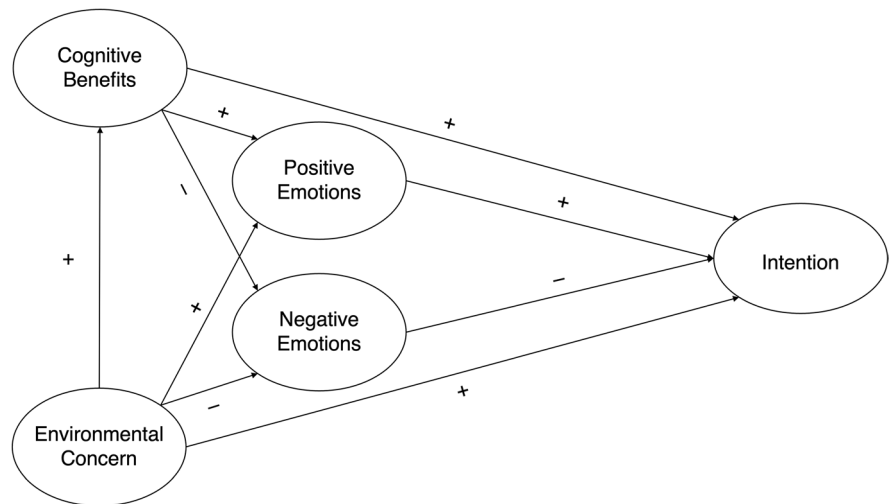 Cognitive
Benefits
+
+
Positive
Emotions
–
+
Intention
+
–
+
Negative
Emotions
–
+
Environmental
Concern